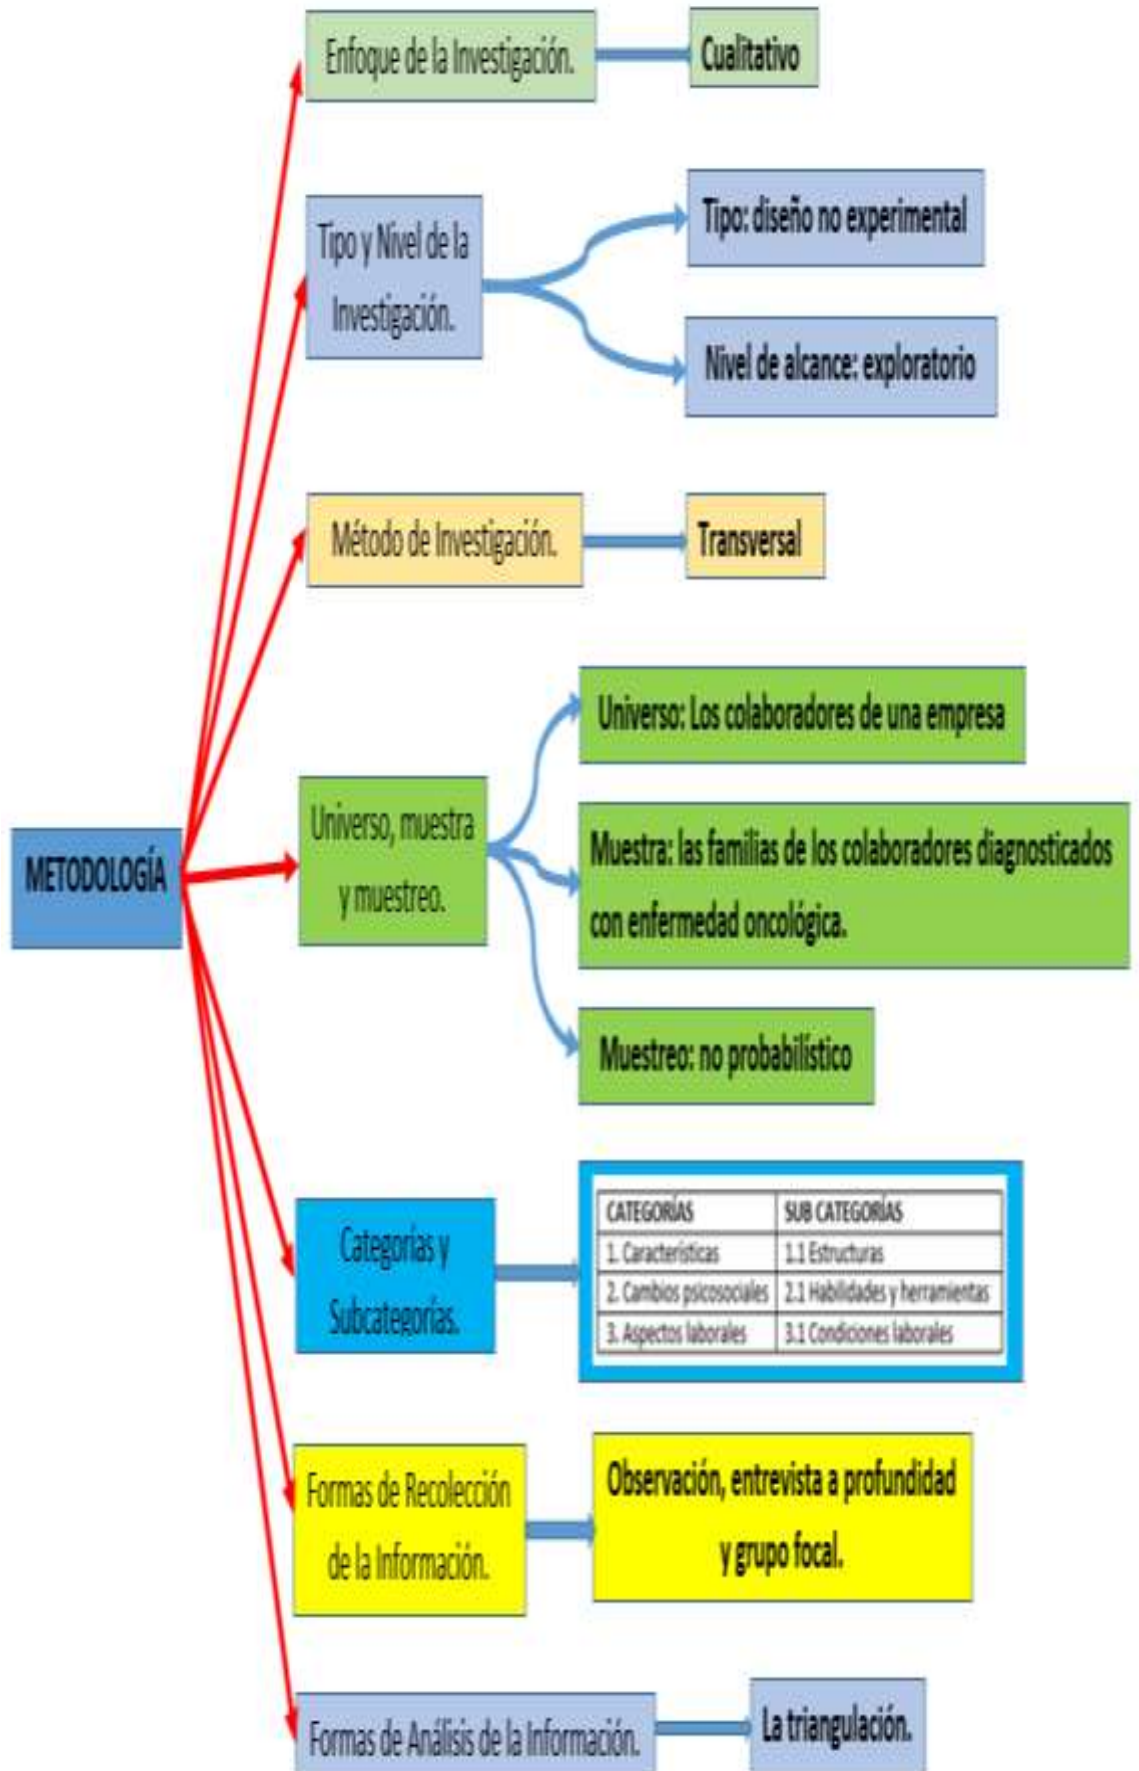 Enfoque de la Investigación.
Cualitativo
Tipo y Nivel de la
Investigación.
Tipo: diseño no experimental
Nivel de alcance: exploratorio
Método de Investigación.
Transversal
METODOLOGÍA
Universo, muestra
y muestreo.
Universo: Los colaboradores de una empresa
Muestra: las familias de los colaboradores diagnosticados
con enfermedad oncológica.
Muestreo: no probabilístico
Categorías y
Subcategorías.
CATEGORÍAS SUB CATEGORÍAS
1. Características 1.1 Estructuras
2. Cambios psicosociales 2.1 Habilidades y herramientas
3. Aspectos laborales 3.1 Condiciones laborales
Formas de Recolección
de la Información.
Observación, entrevista a profundidad
y grupo focal.
Formas de Análisis de la Información.
La triangulación.